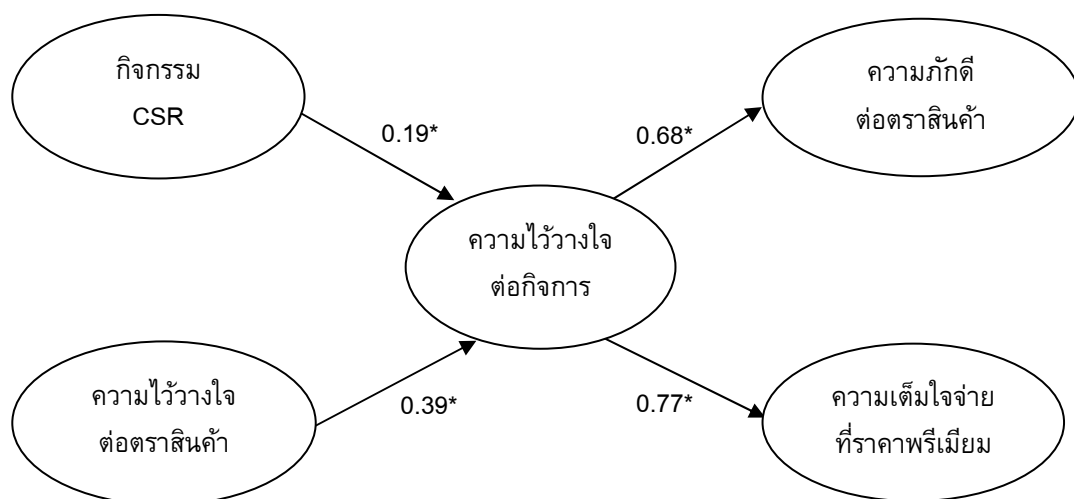 กิจกรรม
CSR
ความภักดี
ต่อตราสินค้า
0.19*
0.68*
ความไว้วางใจ
ต่อกิจการ
ความไว้วางใจ
ต่อตราสินค้า
0.39*
0.77*
ความเต็มใจจ่าย
ที่ราคาพรีเมียม